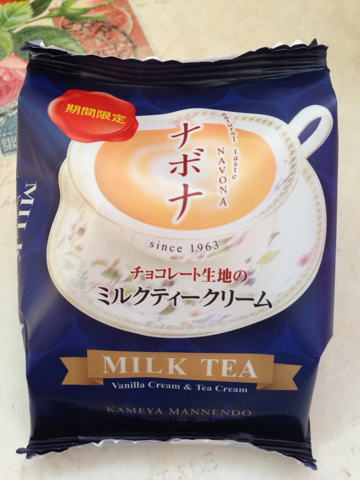 期間限定
natural taste
NAVONA
ナボナ
since 1963
チョコレート生地の
ミルクティークリーム
MILK TEA
Vanilla Cream & Tea Cream
KAMEYA MANNENDO